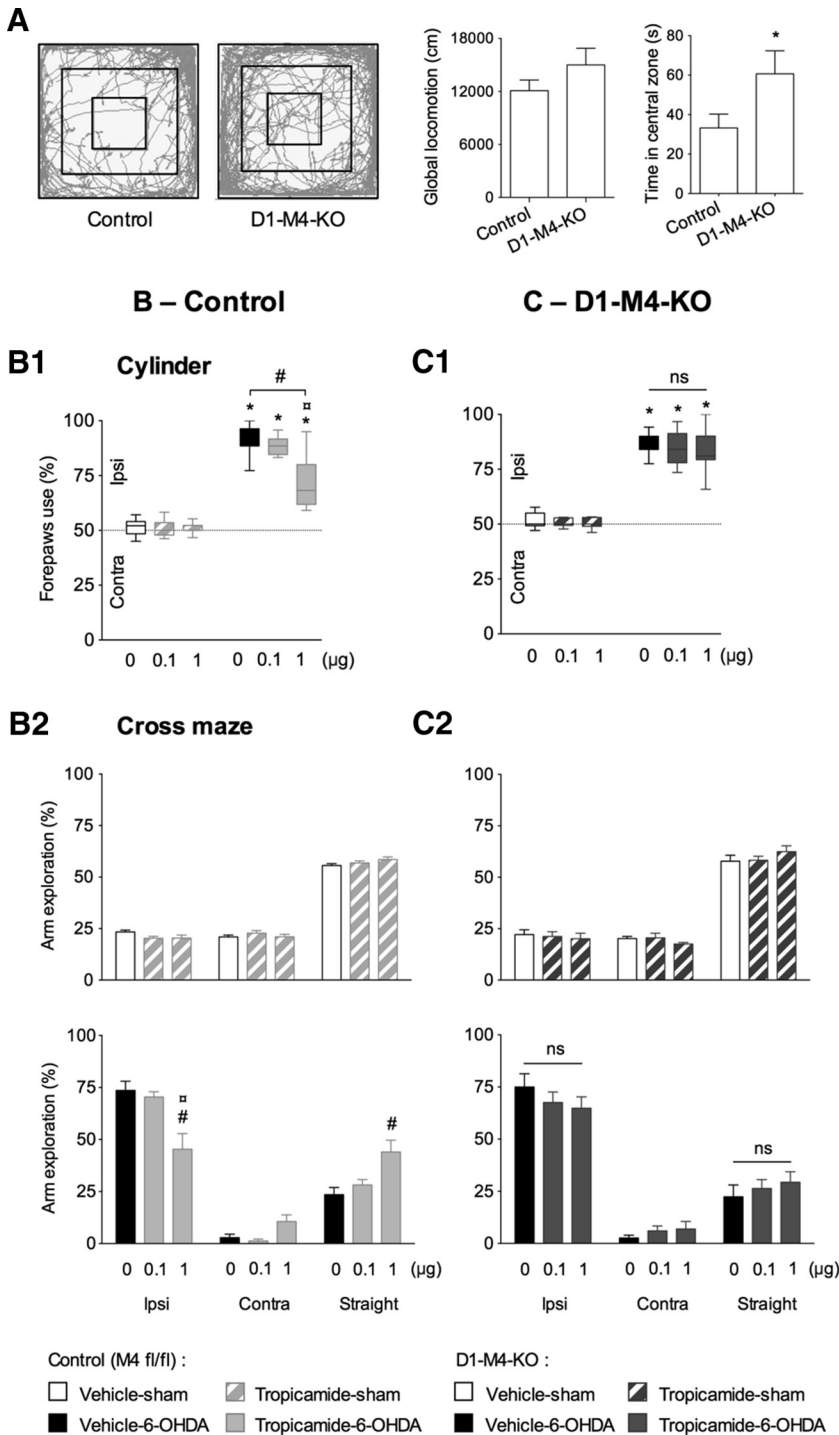 A
Control
D1-M4-KO
Global locomotion (cm)
18000
12000
6000
0
Control
D1-M4-KO
Time in central zone (s)
80
60
40
20
0
*
Control
D1-M4-KO
B – Control
C – D1-M4-KO
B1
Cylinder
Forepaws use (%)
Ipsi
Contra
100
75
50
25
0
#
¤
* * *
0 0.1 1 0 0.1 1 (µg)
C1
Ipsi
Contra
100
75
50
25
0
ns
* * *
0 0.1 1 0 0.1 1 (µg)
B2
Cross maze
Arm exploration (%)
100
75
50
25
0
C2
Arm exploration (%)
100
75
50
25
0
Arm exploration (%)
100
75
50
25
0
¤
#
#
0 0.1 1 0 0.1 1 0 0.1 1 (µg)
Ipsi Contra Straight
Arm exploration (%)
100
75
50
25
0
ns
ns
0 0.1 1 0 0.1 1 0 0.1 1 (µg)
Ipsi Contra Straight
Control (M4 fl/fl) :
Vehicle-sham
Tropicamide-sham
Vehicle-6-OHDA
Tropicamide-6-OHDA
D1-M4-KO :
Vehicle-sham
Tropicamide-sham
Vehicle-6-OHDA
Tropicamide-6-OHDA